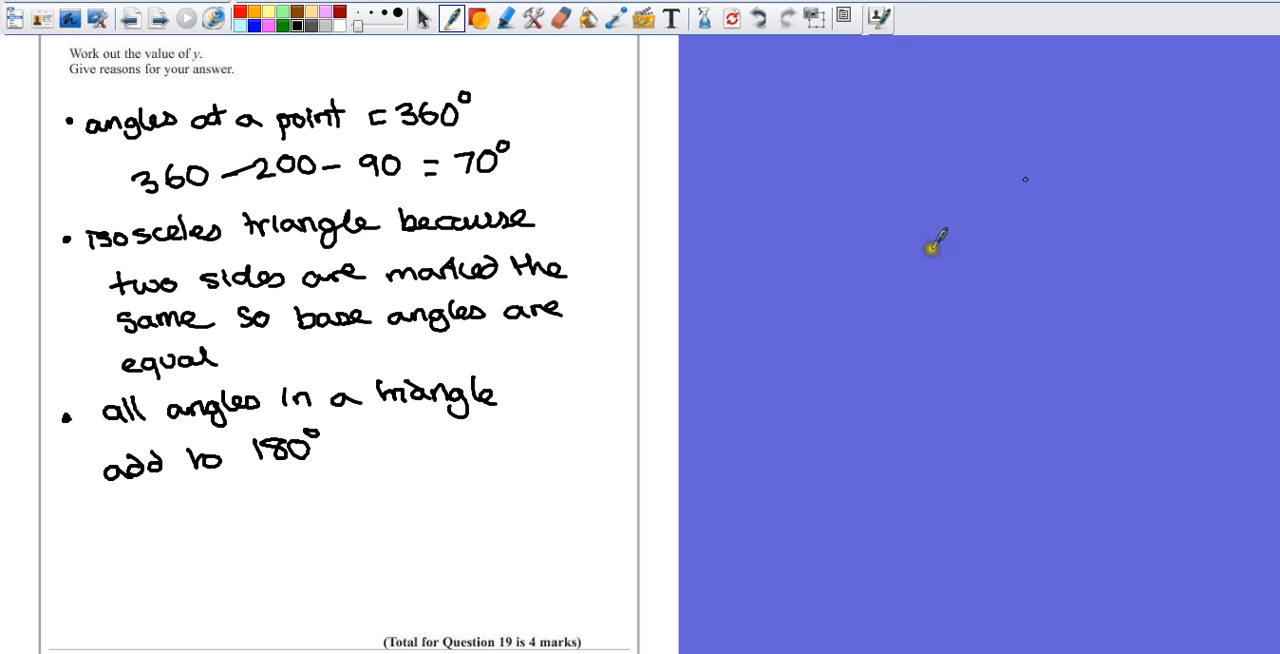 Work out the value of y.
Give reasons for your answer.
• angles at a point = 360°
360 - 200 - 90 = 70°
• isosceles triangle because
two sides are marked the
same so base angles are
equal
• all angles in a triangle
add to 180°
(Total for Question 19 is 4 marks)